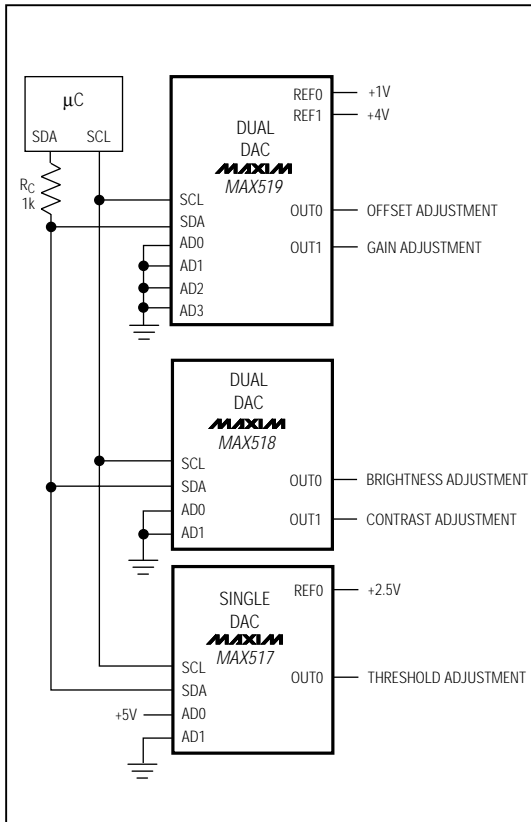 µC
SDA SCL
RC
1k
DUAL
DAC
MAXIM
MAX519
REF0
REF1
+1V
+4V
SCL
SDA
AD0
AD1
AD2
AD3
OUT0
OUT1
OFFSET ADJUSTMENT
GAIN ADJUSTMENT
DUAL
DAC
MAXIM
MAX518
SCL
SDA
AD0
AD1
OUT0
OUT1
BRIGHTNESS ADJUSTMENT
CONTRAST ADJUSTMENT
SINGLE
DAC
MAXIM
MAX517
REF0
+2.5V
SCL
SDA
+5V
AD0
AD1
OUT0
THRESHOLD ADJUSTMENT